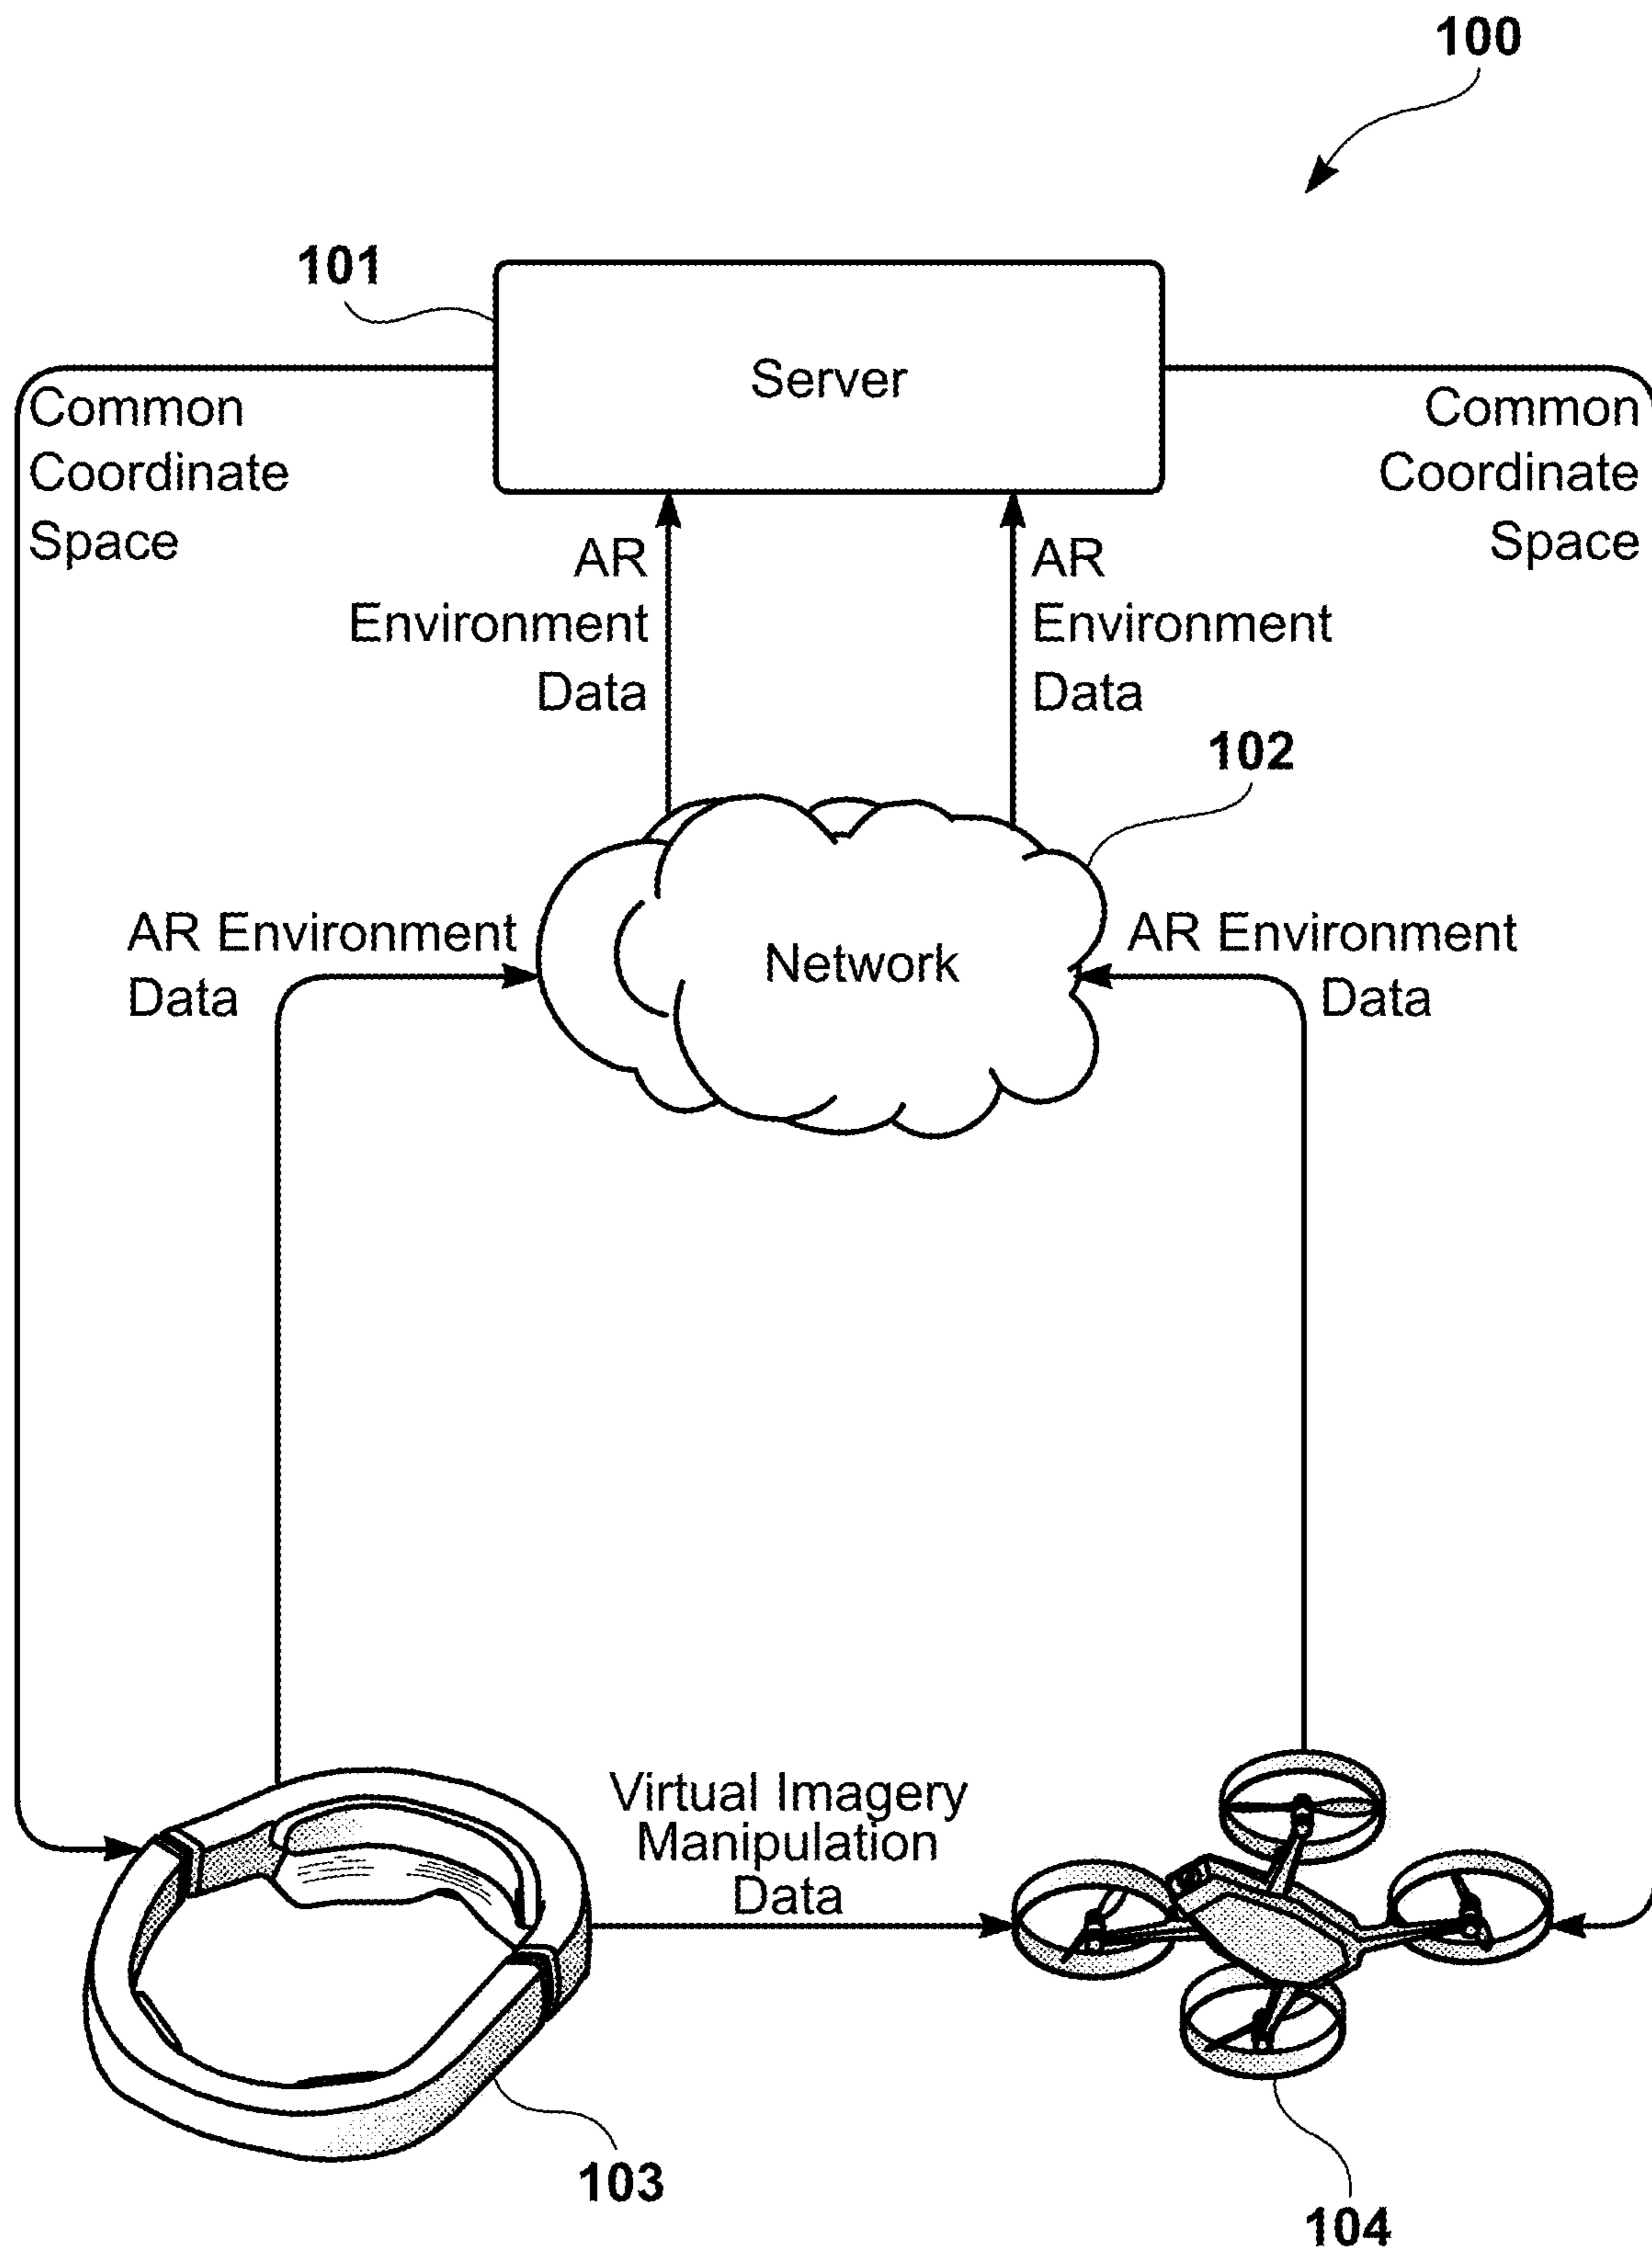 100
101
Server
Common
Coordinate
Space
Common
Coordinate
Space
AR
Environment
Data
AR
Environment
Data
102
AR Environment
Data
Network
AR Environment
Data
Virtual Imagery
Manipulation
Data
103
104